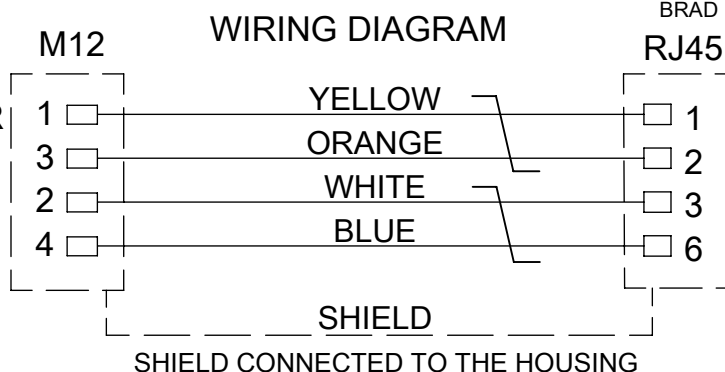 BRAD
WIRING DIAGRAM
M12 RJ45
R 1 YELLOW 1
3 ORANGE 2
2 WHITE 3
4 BLUE 6
SHIELD
SHIELD CONNECTED TO THE HOUSING